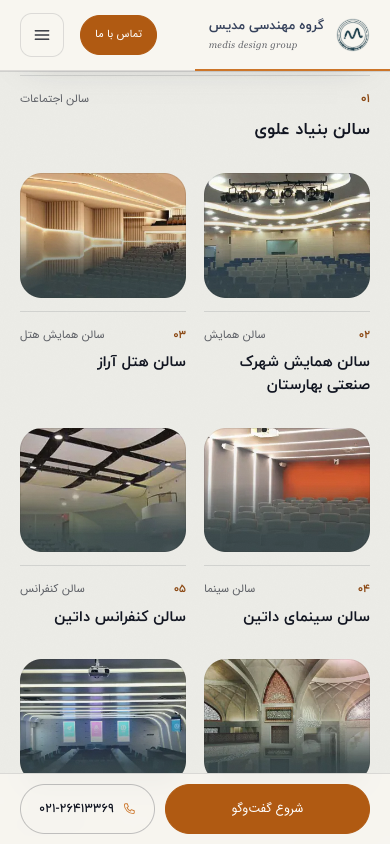 گروه مهندسی مدیس
medis design group
تماس با ما
۰۱
سالن اجتماعات
سالن بنیاد علوی
۰۲
سالن همایش
سالن همایش شهرک
صنعتی بهارستان
۰۳
سالن همایش هتل
سالن هتل آراز
۰۴
سالن سینما
سالن سینمای داتین
۰۵
سالن کنفرانس
سالن کنفرانس داتین
شروع گفت‌وگو
۰۲۱-۲۶۴۱۳۳۶۹